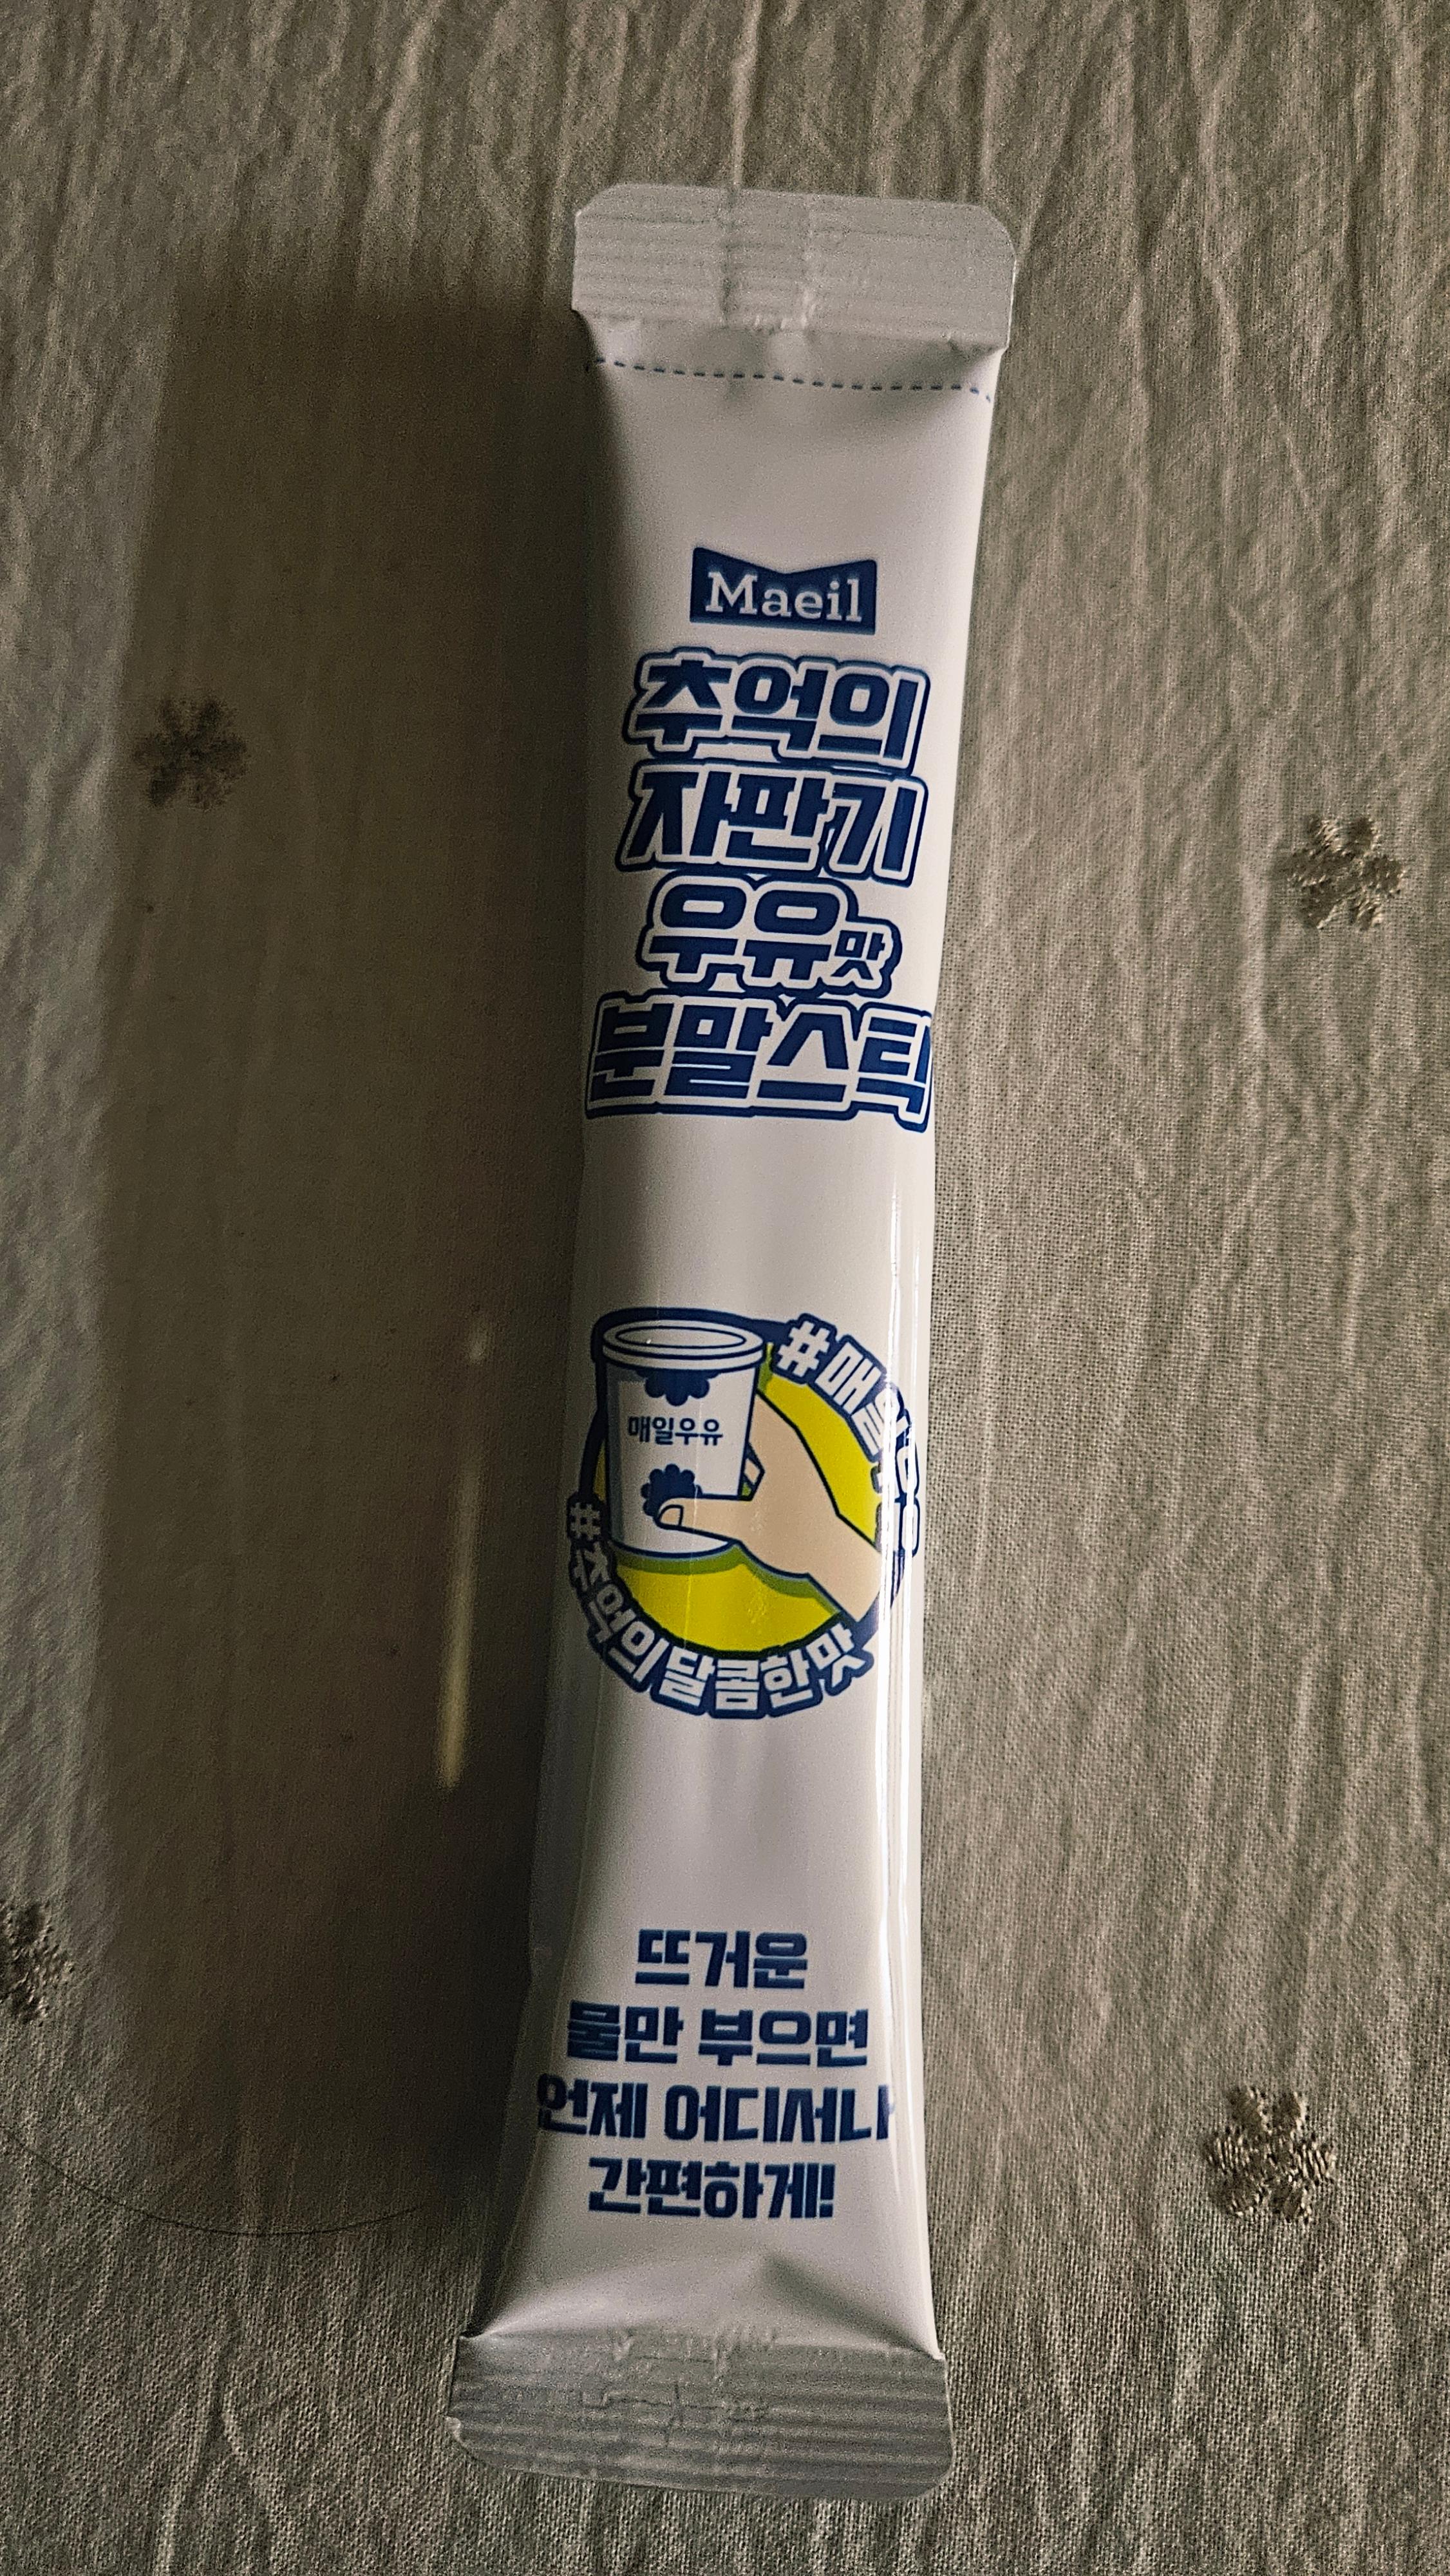 Maeil
추억의
자판기
우유맛
분말스틱
매일우유
#추억의달콤한맛
뜨거운
물만 부으면
언제 어디서나
간편하게!